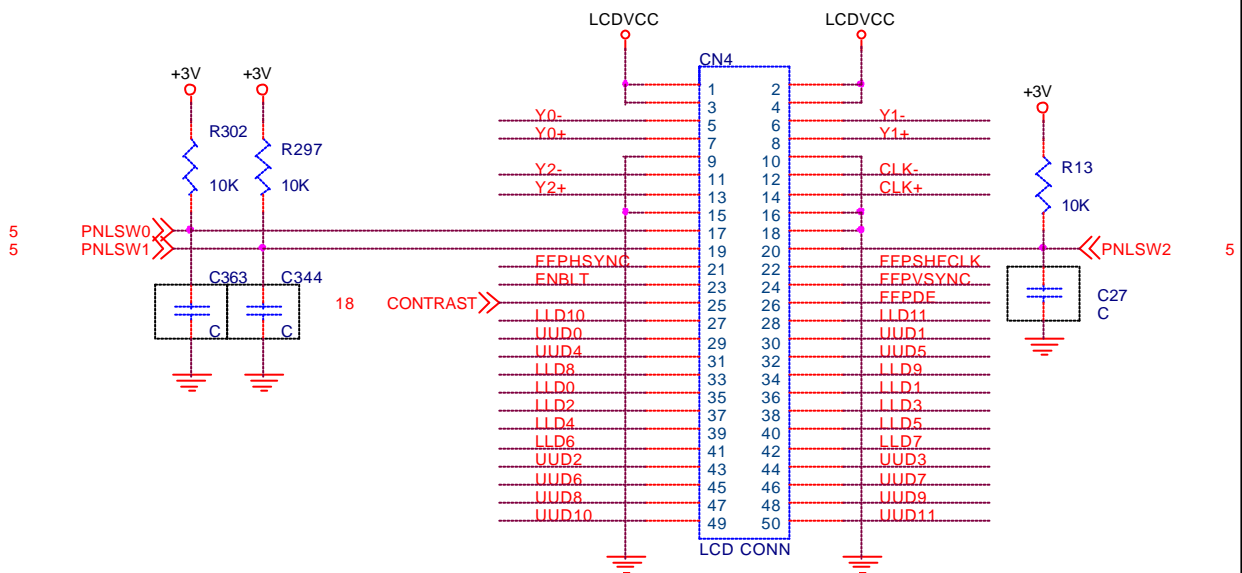 LCDVCC LCDVCC
CN4
+3V +3V
1 2
+3V
3 4
Y0- 5 6 Y1-
R302
Y0+ 7 8 Y1+
R297
9 10
R13
Y2- 11 12 CLK-
10K 10K
Y2+ 13 14 CLK+
10K
15 16
5 PNLSW0 17 18
5 PNLSW1 19 20 PNLSW2 5
FFPHSYNC 21 22 FFPSHFCLK
C363 C344
ENBLT 23 24 FFPVSYNC
C27
18 CONTRAST 25 26 FFPDE
C
LLD10 27 28 LLD11
C C
UUD0 29 30 UUD1
UUD4 31 32 UUD5
LLD8 33 34 LLD9
LLD0 35 36 LLD1
LLD2 37 38 LLD3
LLD4 39 40 LLD5
LLD6 41 42 LLD7
UUD2 43 44 UUD3
UUD6 45 46 UUD7
UUD8 47 48 UUD9
UUD10 49 50 UUD11
LCD CONN